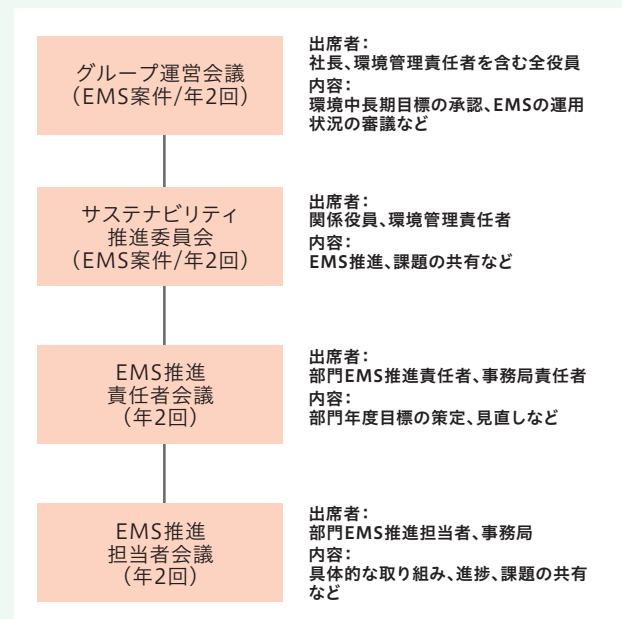 グループ運営会議
（EMS案件/年2回）
出席者：
社長、環境管理責任者を含む全役員
内容：
環境中長期目標の承認、EMSの運用
状況の審議など
サステナビリティ
推進委員会
（EMS案件/年2回）
出席者：
関係役員、環境管理責任者
内容：
EMS推進、課題の共有など
EMS推進
責任者会議
（年2回）
出席者：
部門EMS推進責任者、事務局責任者
内容：
部門年度目標の策定、見直しなど
EMS推進
担当者会議
（年2回）
出席者：
部門EMS推進担当者、事務局
内容：
具体的な取り組み、進捗、課題の共有
など